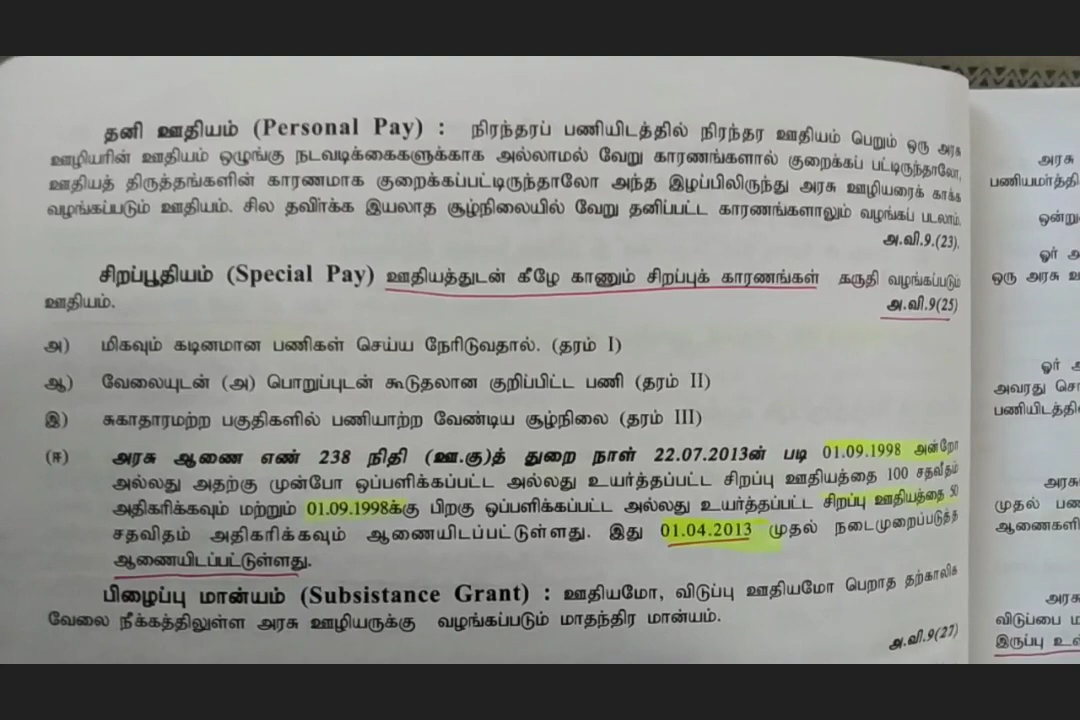 தனி ஊதியம் (Personal Pay) : நிரந்தரப் பணியிடத்தில் நிரந்தர ஊதியம் பெறும் ஒரு அரசு
ஊழியரின் ஊதியம் ஒழுங்கு நடவடிக்கைகளுக்காக அல்லாமல் வேறு காரணங்களால் குறைக்கப் பட்டிருந்தாலோ,
ஊதியத் திருத்தங்களின் காரணமாக குறைக்கப்பட்டிருந்தாலோ அந்த இழப்பிலிருந்து அரசு ஊழியரைக் காக்க
வழங்கப்படும் ஊதியம். சில தவிர்க்க இயலாத சூழ்நிலையில் வேறு தனிப்பட்ட காரணங்களாலும் வழங்கப் படலாம்.
அ.வி.9.(23).
சிறப்பூதியம் (Special Pay) ஊதியத்துடன் கீழே காணும் சிறப்புக் காரணங்கள் கருதி வழங்கப்படும்
ஊதியம். அ.வி.9(25)
அ) மிகவும் கடினமான பணிகள் செய்ய நேரிடுவதால். (தரம் I)
ஆ) வேலையுடன் (அ) பொறுப்புடன் கூடுதலான குறிப்பிட்ட பணி (தரம் II)
இ) சுகாதாரமற்ற பகுதிகளில் பணியாற்ற வேண்டிய சூழ்நிலை (தரம் III)
(ஈ) அரசு ஆணை எண் 238 நிதி (ஊ.கு)த் துறை நாள் 22.07.2013ன் படி 01.09.1998 அன்றோ
அல்லது அதற்கு முன்போ ஒப்பளிக்கப்பட்ட அல்லது உயர்த்தப்பட்ட சிறப்பு ஊதியத்தை 100 சதவீதம்
அதிகரிக்கவும் மற்றும் 01.09.1998க்கு பிறகு ஒப்பளிக்கப்பட்ட அல்லது உயர்த்தப்பட்ட சிறப்பு ஊதியத்தை 50
சதவிதம் அதிகரிக்கவும் ஆணையிடப்பட்டுள்ளது. இது 01.04.2013 முதல் நடைமுறைப்படுத்த
ஆணையிடப்பட்டுள்ளது.
பிழைப்பு மான்யம் (Subsistance Grant) : ஊதியமோ, விடுப்பு ஊதியமோ பெறாத தற்காலிக
வேலை நீக்கத்திலுள்ள அரசு ஊழியருக்கு வழங்கப்படும் மாதந்திர மான்யம்.
அ.வி.9(27)
அரசு
ஒரு அரசு
அவரது
முதல்
விடுப்பை
இருப்பு